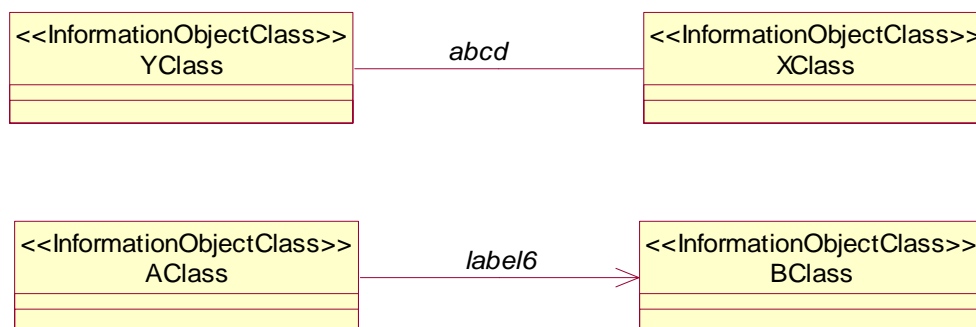 <<InformationObjectClass>>
YClass
abcd
<<InformationObjectClass>>
XClass
<<InformationObjectClass>>
AClass
label6
<<InformationObjectClass>>
BClass